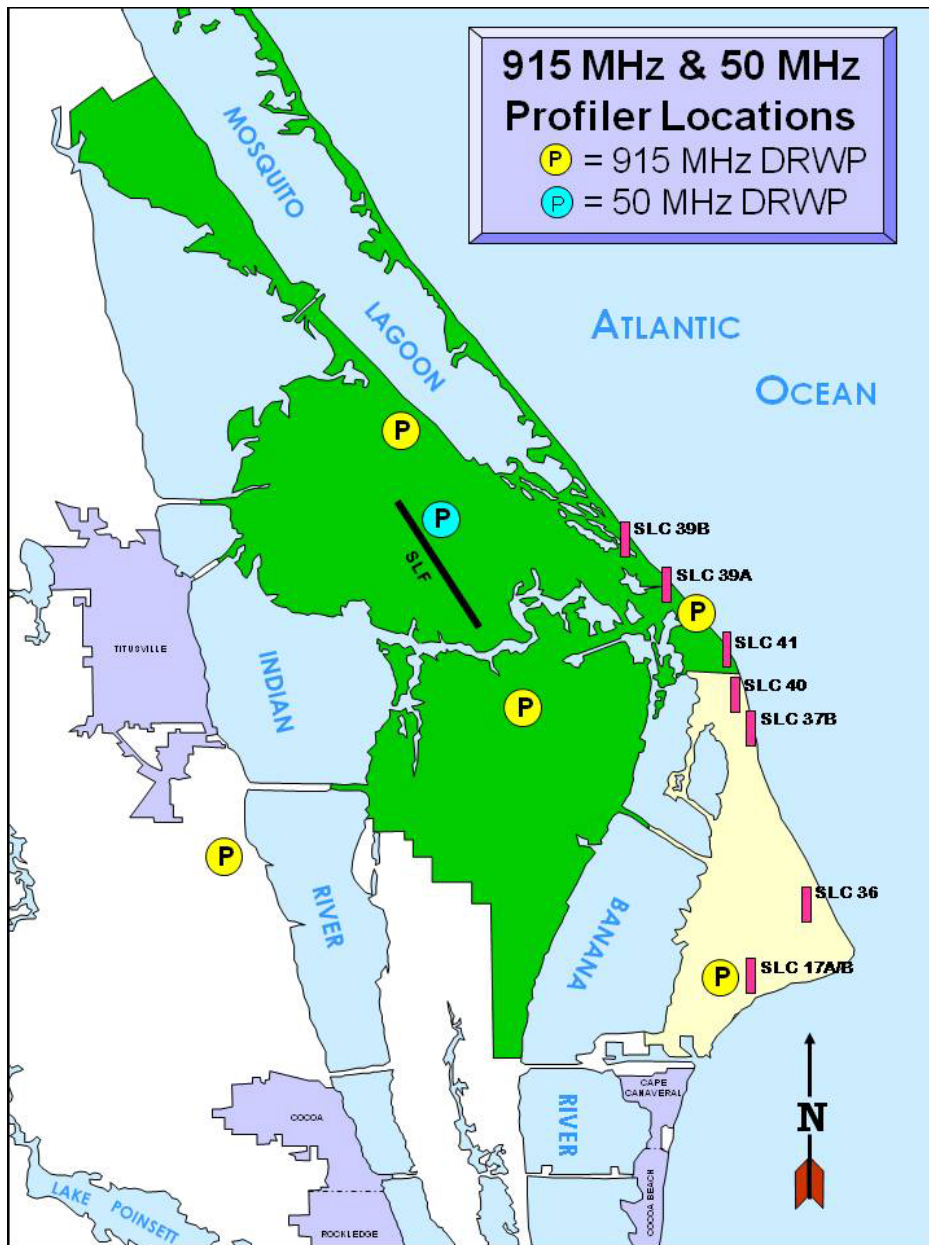 915 MHz & 50 MHz
Profiler Locations
P = 915 MHz DRWP
P = 50 MHz DRWP
MOSQUITO
LAGOON
ATLANTIC
OCEAN
P
P
SLF
SLC 39B
SLC 39A
P
SLC 41
TITUSVILLE
INDIAN
SLC 40
P
SLC 37B
P
RIVER
SLC 36
BANANA
P
SLC 17A/B
CAPE
CANAVERAL
COCOA
RIVER
N
LAKE POINSETT
COCOA BEACH
ROCKLEDGE